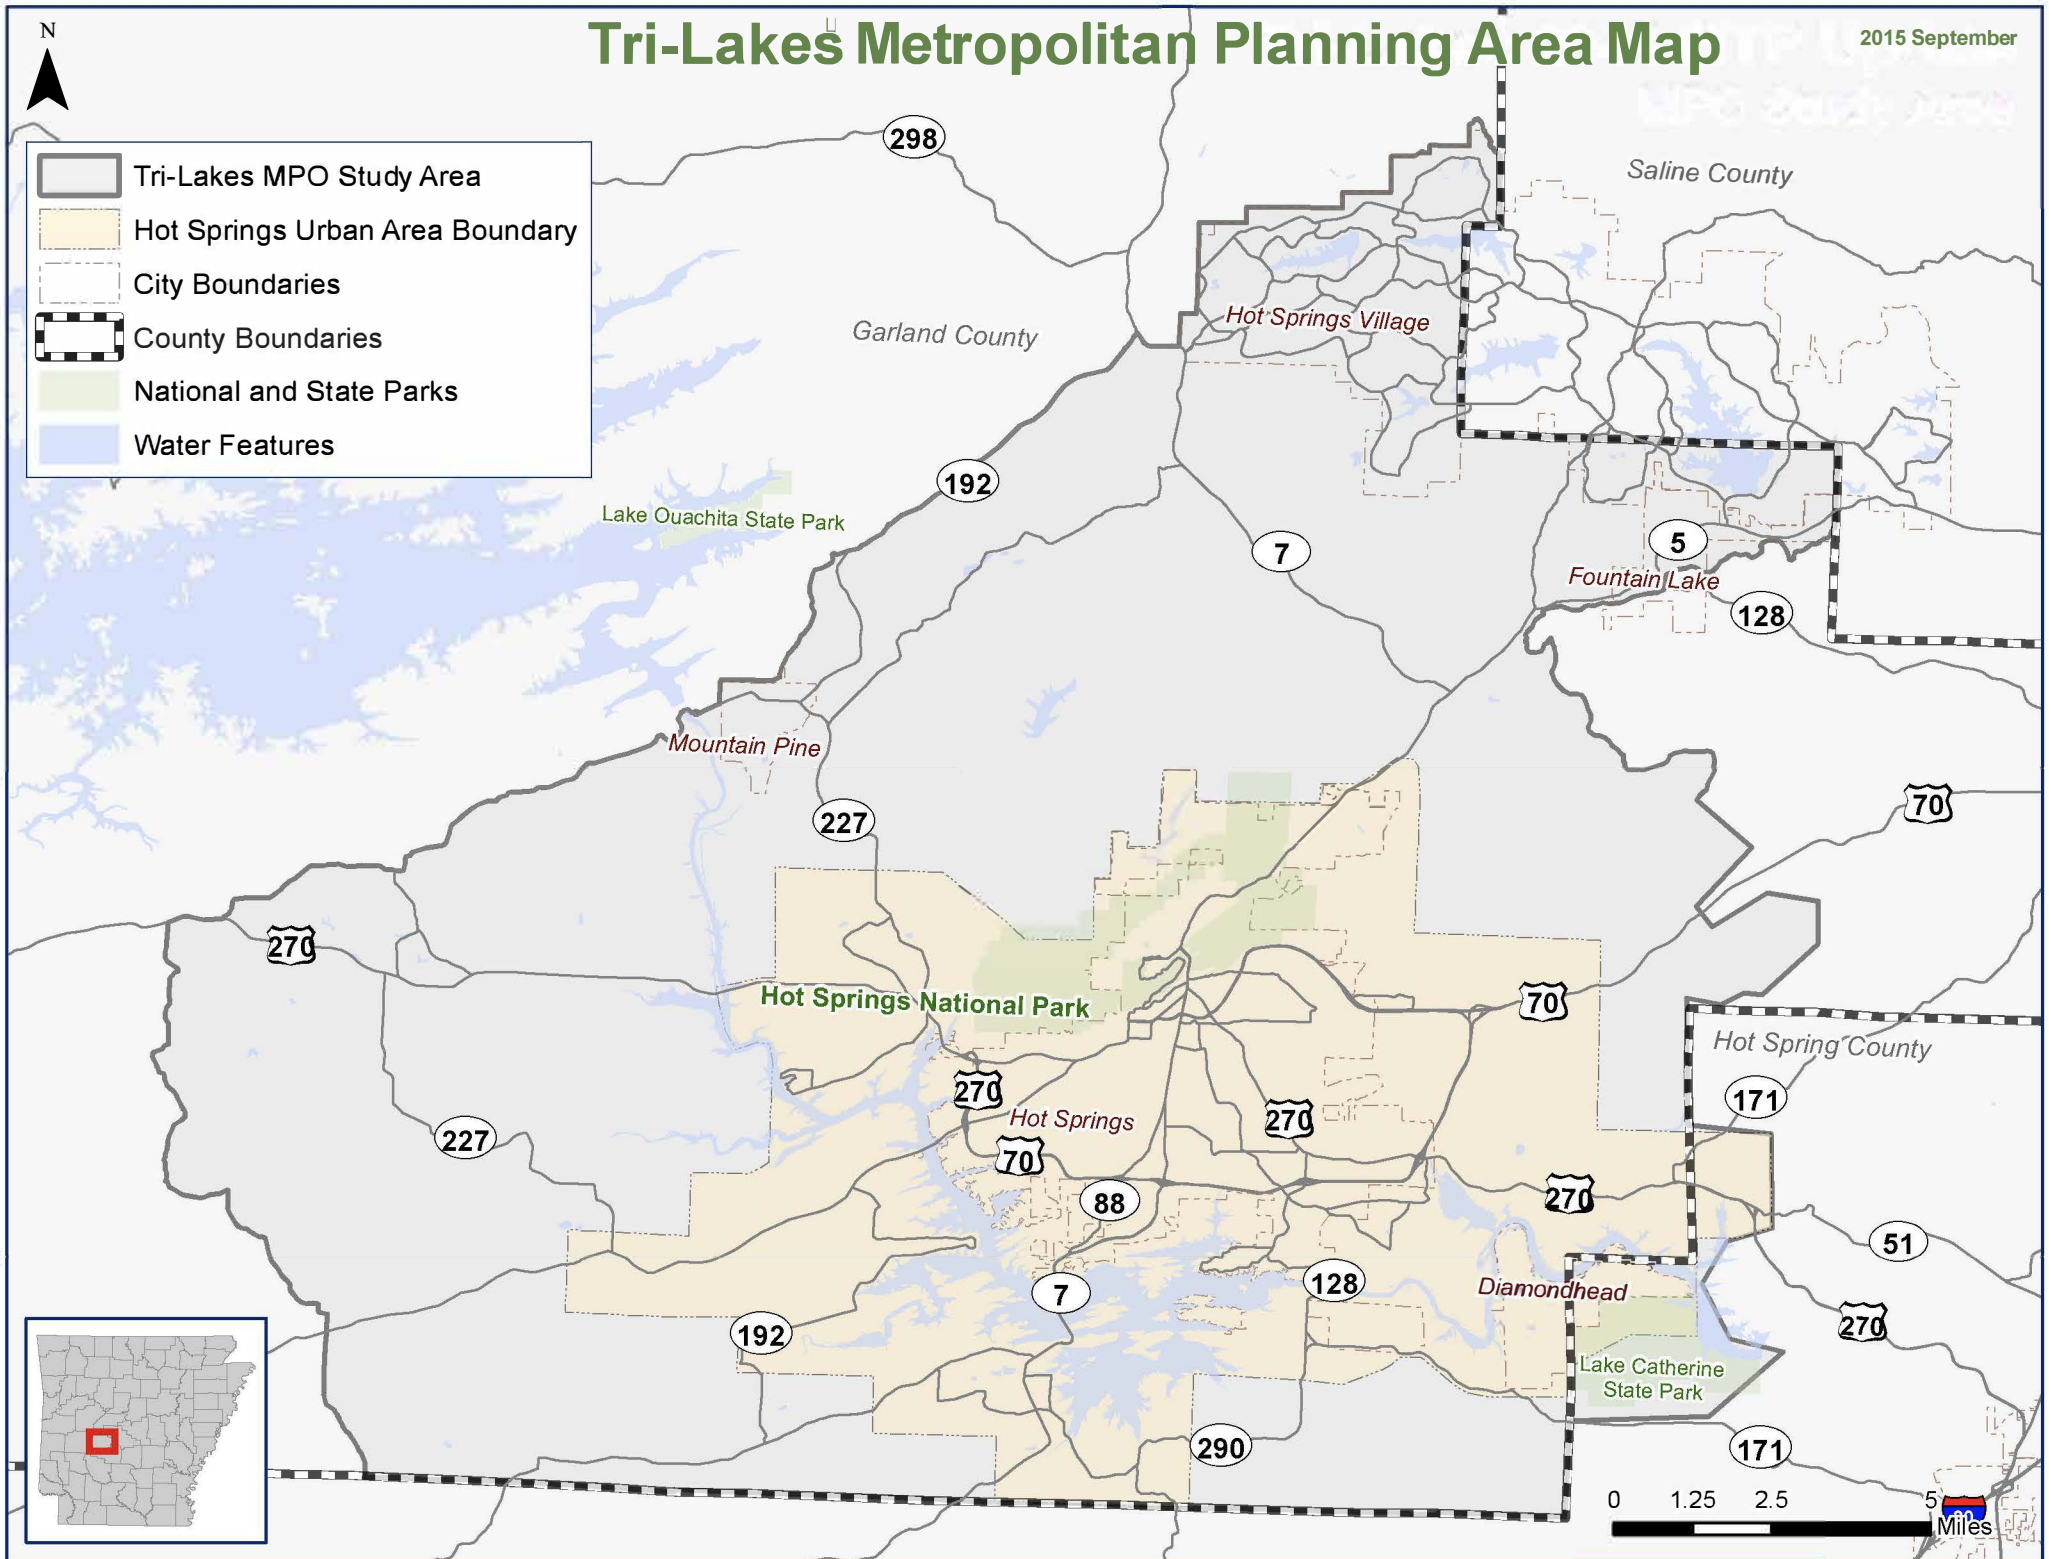 N
Tri-Lakes Metropolitan Planning Area Map
2015 September
Tri-Lakes MPO Study Area
Hot Springs Urban Area Boundary
City Boundaries
County Boundaries
National and State Parks
Water Features
298
Saline County
Garland County
Hot Springs Village
192
Lake Ouachita State Park
7
5
Fountain Lake
128
Mountain Pine
227
70
270
Hot Springs National Park
70
Hot Spring County
270
171
Hot Springs
270
227
70
88
270
51
7
128
Diamondhead
192
270
Lake Catherine
State Park
290
171
0 1.25 2.5 5
Miles